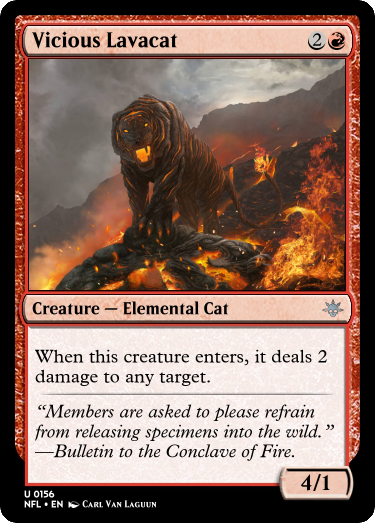 Vicious Lavacat 2
Creature — Elemental Cat
When this creature enters, it deals 2
damage to any target.
“Members are asked to please refrain
from releasing specimens into the wild.”
—Bulletin to the Conclave of Fire.
4/1
U 0156
NFL • EN Carl Van Laguun